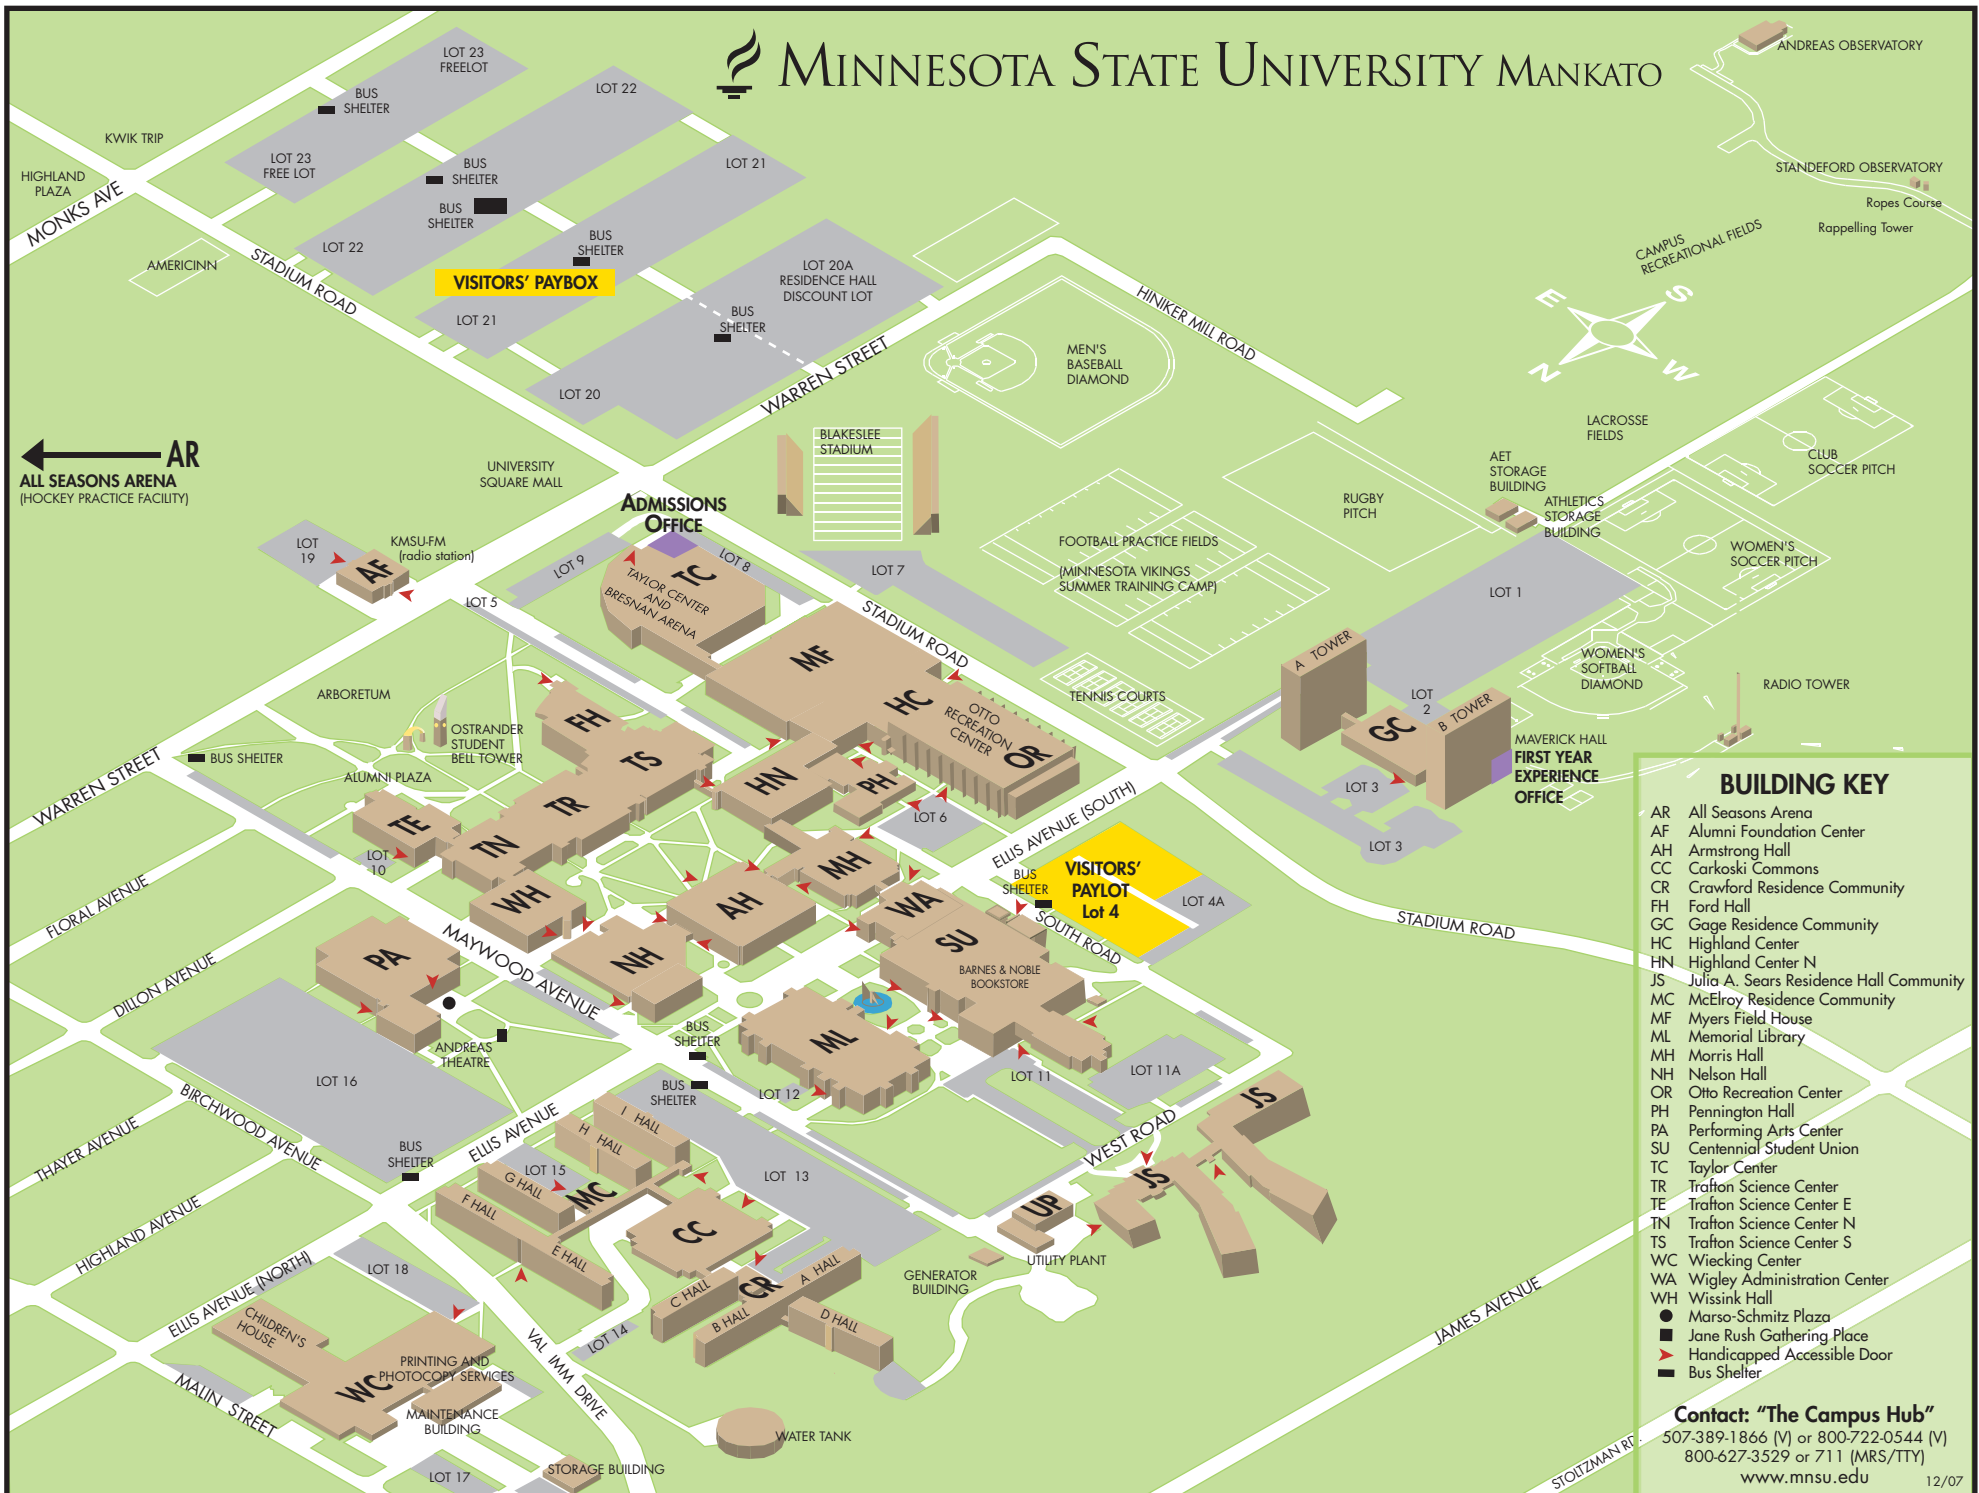 MINNESOTA STATE UNIVERSITY MANKATO
ANDREAS OBSERVATORY
LOT 23
FREELOT
BUS
SHELTER
LOT 22
KWIK TRIP
LOT 23
FREE LOT
BUS
SHELTER
LOT 21
HIGHLAND
PLAZA
MONKS AVE
BUS
SHELTER
STANDEFORD OBSERVATORY
Ropes Course
Rappelling Tower
CAMPUS
RECREATIONAL FIELDS
LOT 22
BUS
SHELTER
AMERICINN
STADIUM ROAD
VISITORS' PAYBOX
LOT 20A
RESIDENCE HALL
DISCOUNT LOT
HINIKER MILL ROAD
E
S
N
W
LOT 21
BUS
SHELTER
WARREN STREET
MEN'S
BASEBALL
DIAMOND
LOT 20
LACROSSE
FIELDS
BLAKESLEE
STADIUM
AR
ALL SEASONS ARENA
(HOCKEY PRACTICE FACILITY)
UNIVERSITY
SQUARE MALL
AET
STORAGE
BUILDING
CLUB
SOCCER PITCH
ADMISSIONS
OFFICE
RUGBY
PITCH
ATHLETICS
STORAGE
BUILDING
LOT
19
KMSU-FM
(radio station)
AF
LOT 9
LOT 8
LOT 7
FOOTBALL PRACTICE FIELDS
(MINNESOTA VIKINGS
SUMMER TRAINING CAMP)
WOMEN'S
SOCCER PITCH
TC
TAYLOR CENTER
AND
BRESNAN ARENA
LOT 5
LOT 1
STADIUM ROAD
MF
A TOWER
WOMEN'S
SOFTBALL
DIAMOND
RADIO TOWER
ARBORETUM
TENNIS COURTS
LOT
2
HC
OTTO
RECREATION
CENTER
OR
GC
B TOWER
FH
OSTRANDER
STUDENT
BELL TOWER
TS
MAVERICK HALL
FIRST YEAR
EXPERIENCE
OFFICE
BUS SHELTER
ALUMNI PLAZA
HN
PH
LOT 3
WARREN STREET
TR
TE
LOT 6
ELLIS AVENUE (SOUTH)
LOT 3
TN
LOT
10
MH
BUS
SHELTER
VISITORS'
PAYLOT
Lot 4
LOT 4A
FLORAL AVENUE
WH
AH
WA
SOUTH ROAD
STADIUM ROAD
MAYWOOD AVENUE
SU
PA
NH
BARNES & NOBLE
BOOKSTORE
DILLON AVENUE
ANDREAS
THEATRE
BUS
SHELTER
ML
LOT 16
BUS
SHELTER
LOT 12
LOT 11
LOT 11A
BIRCHWOOD AVENUE
ELLIS AVENUE
I HALL
H HALL
JS
THAYER AVENUE
BUS
SHELTER
WEST ROAD
LOT 15
G HALL
MC
LOT 13
JS
F HALL
UP
HIGHLAND AVENUE
CC
E HALL
UTILITY PLANT
ELLIS AVENUE (NORTH)
LOT 18
A HALL
CR
C HALL
B HALL
D HALL
GENERATOR
BUILDING
CHILDREN'S
HOUSE
LOT 14
JAMES AVENUE
VAL IMM DRIVE
PRINTING AND
PHOTOCOPY SERVICES
WC
MALIN STREET
MAINTENANCE
BUILDING
WATER TANK
LOT 17
STORAGE BUILDING
STOLTZMAN RD.
BUILDING KEY
AR All Seasons Arena
AF Alumni Foundation Center
AH Armstrong Hall
CC Carkoski Commons
CR Crawford Residence Community
FH Ford Hall
GC Gage Residence Community
HC Highland Center
HN Highland Center N
JS Julia A. Sears Residence Hall Community
MC McElroy Residence Community
MF Myers Field House
ML Memorial Library
MH Morris Hall
NH Nelson Hall
OR Otto Recreation Center
PH Pennington Hall
PA Performing Arts Center
SU Centennial Student Union
TC Taylor Center
TR Trafton Science Center
TE Trafton Science Center E
TN Trafton Science Center N
TS Trafton Science Center S
WC Wiecking Center
WA Wigley Administration Center
WH Wissink Hall
Marso-Schmitz Plaza
Jane Rush Gathering Place
Handicapped Accessible Door
Bus Shelter
Contact: "The Campus Hub"
507-389-1866 (V) or 800-722-0544 (V)
800-627-3529 or 711 (MRS/TTY)
www.mnsu.edu
12/07